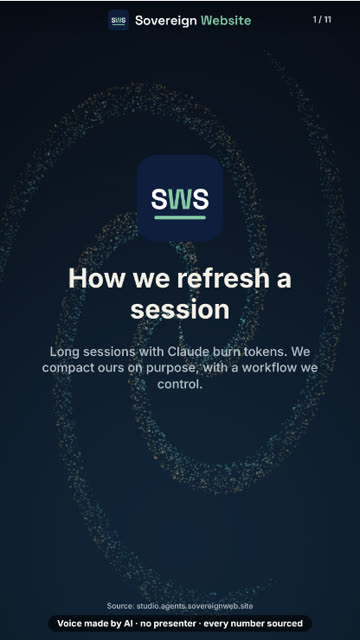 SWS
Sovereign Website
1 / 11
SWS
How we refresh a
session
Long sessions with Claude burn tokens. We
compact ours on purpose, with a workflow we
control.
Source: studio.agents.sovereignweb.site
Voice made by AI · no presenter · every number sourced